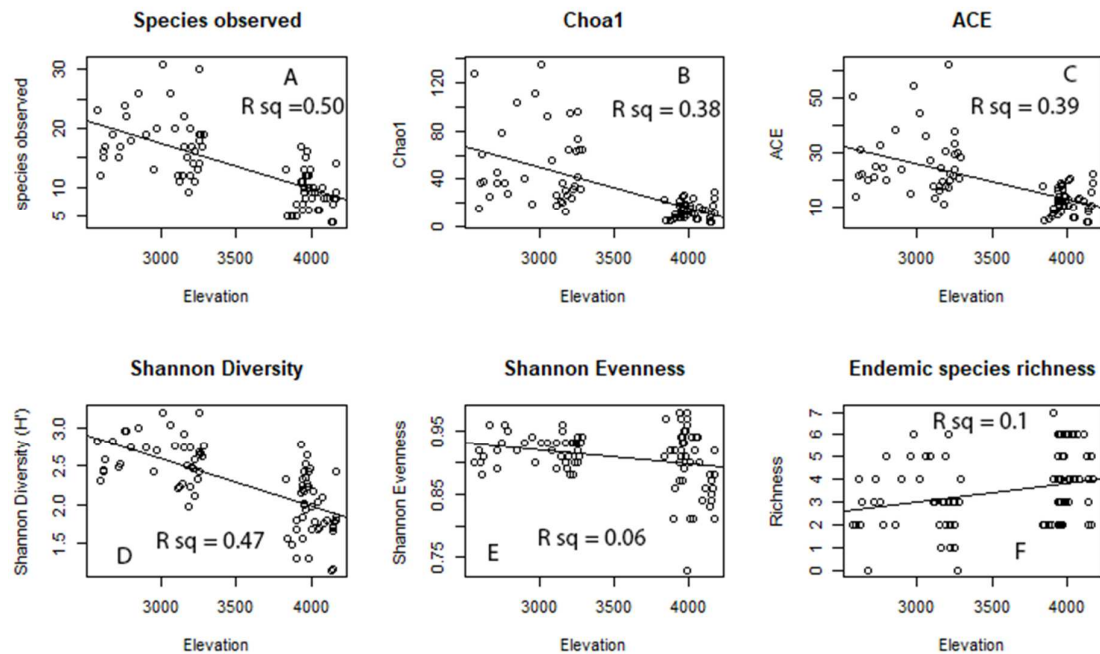 Species observed
Choa1
ACE
A
R sq =0.50
B
R sq = 0.38
C
R sq = 0.39
species observed
30
20
10
5
Chao1
120
80
40
0
ACE
50
30
10
3000 3500 4000
3000 3500 4000
3000 3500 4000
Elevation
Elevation
Elevation
Shannon Diversity
Shannon Evenness
Endemic species richness
Shannon Diversity (H')
3.0
2.5
2.0
1.5
D
R sq = 0.47
Shannon Evenness
0.95
0.85
0.75
E
R sq = 0.06
Richness
7
6
5
4
3
2
1
0
R sq = 0.1
F
3000 3500 4000
3000 3500 4000
3000 3500 4000
Elevation
Elevation
Elevation